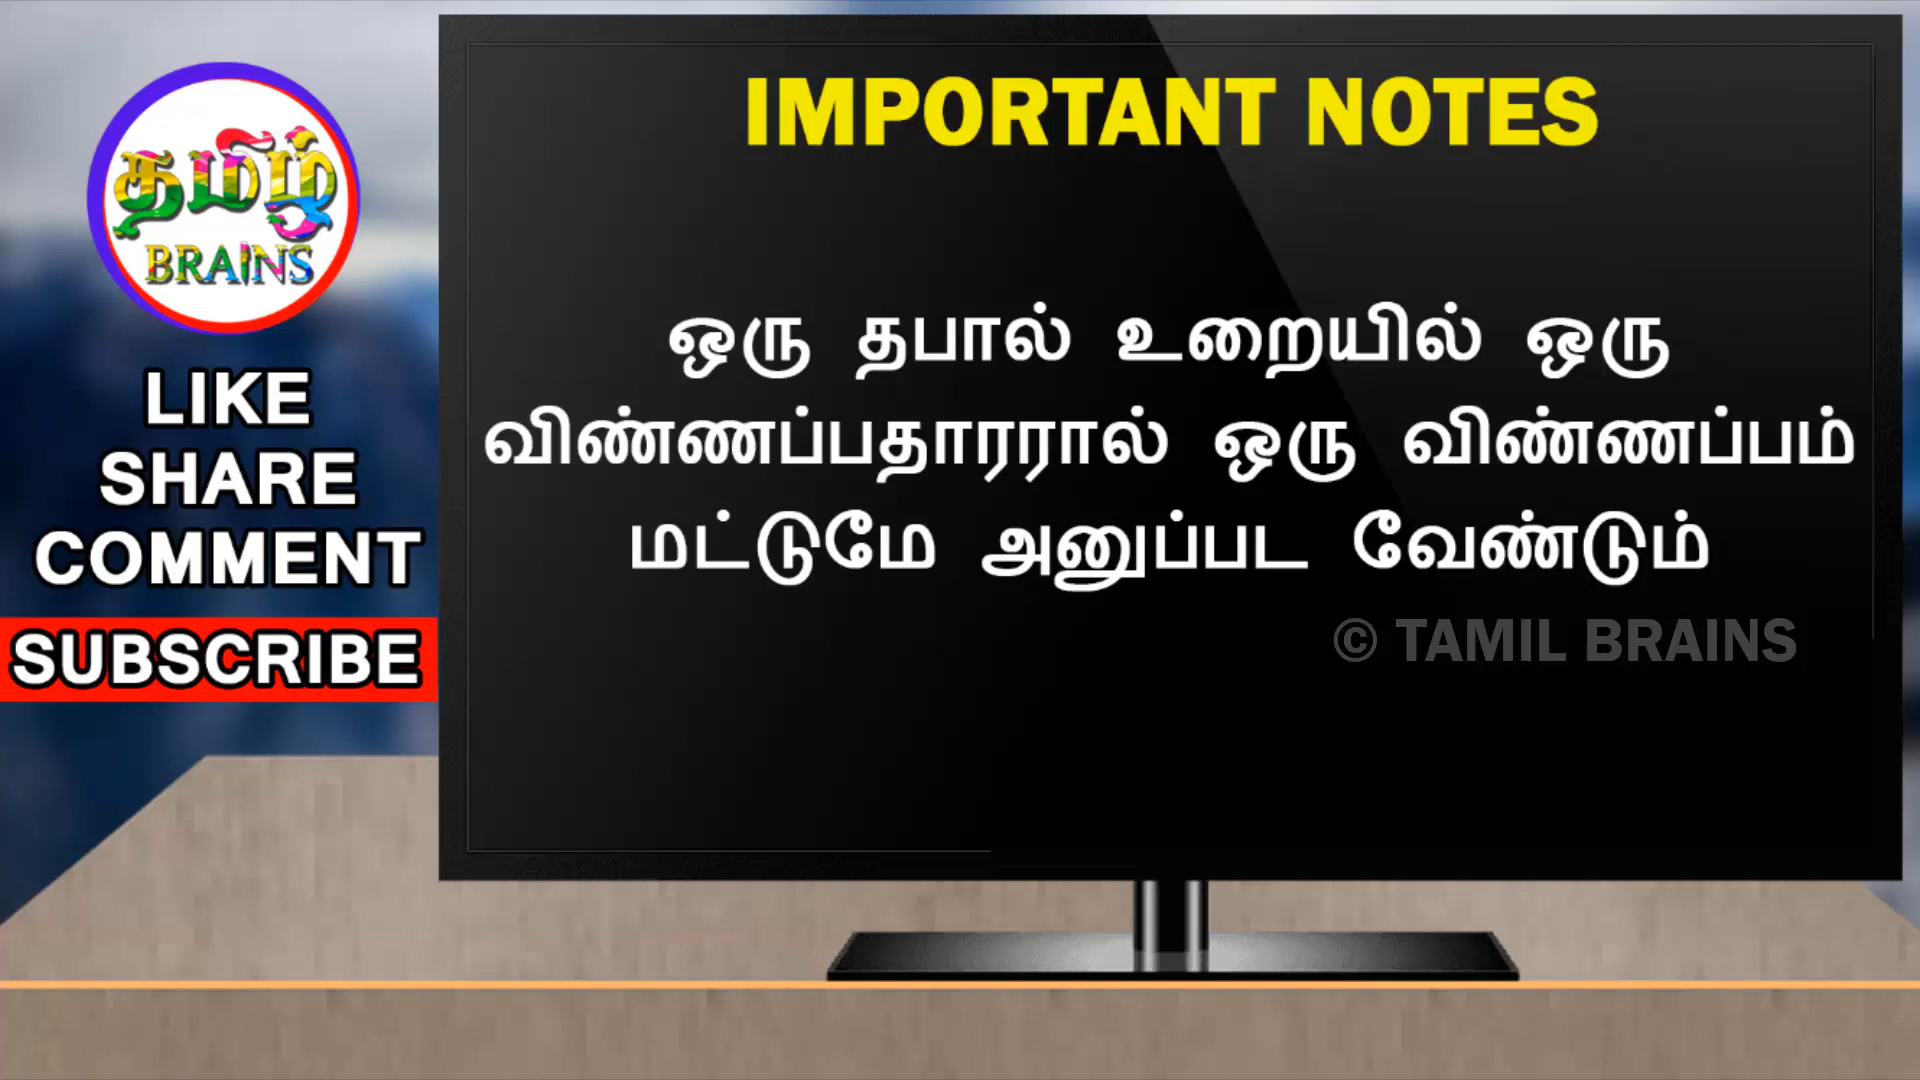 தமிழ்
BRAINS
LIKE
SHARE
COMMENT
SUBSCRIBE
IMPORTANT NOTES
ஒரு தபால் உறையில் ஒரு
விண்ணப்பதாரரால் ஒரு விண்ணப்பம்
மட்டுமே அனுப்பட வேண்டும்
© TAMIL BRAINS